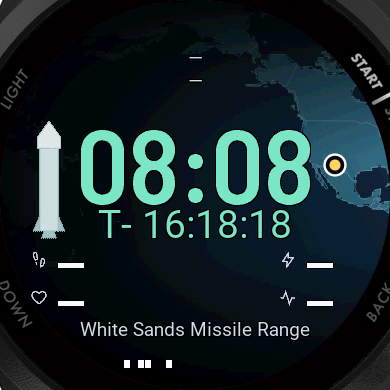 LIGHT
START
08:08
T- 16:18:18
DOWN
BACK
White Sands Missile Range